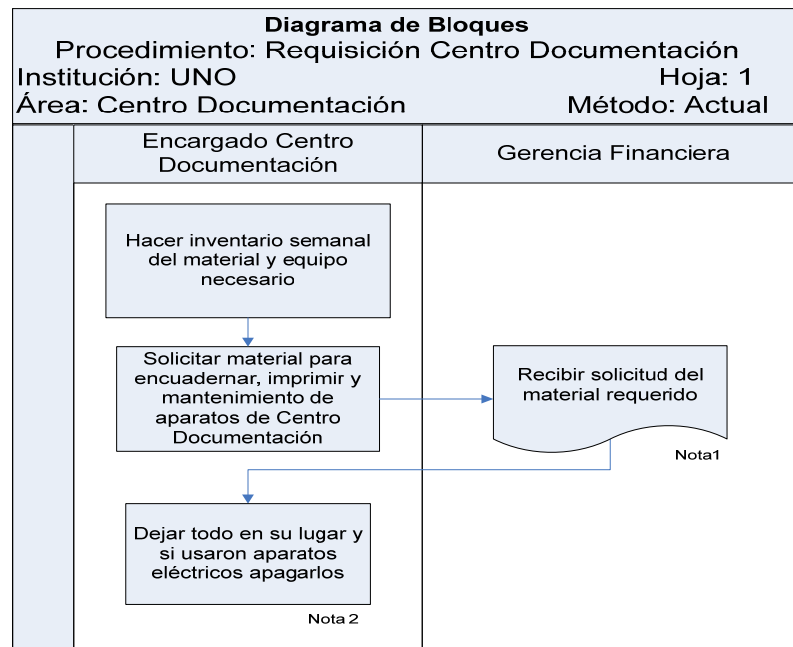 Diagrama de Bloques
Procedimiento: Requisición Centro Documentación
Institución: UNO Hoja: 1
Área: Centro Documentación Método: Actual
Encargado Centro
Documentación
Gerencia Financiera
Hacer inventario semanal
del material y equipo
necesario
Solicitar material para
encuadernar, imprimir y
mantenimiento de
aparatos de Centro
Documentación
Recibir solicitud del
material requerido
Nota1
Dejar todo en su lugar y
si usaron aparatos
eléctricos apagarlos
Nota 2